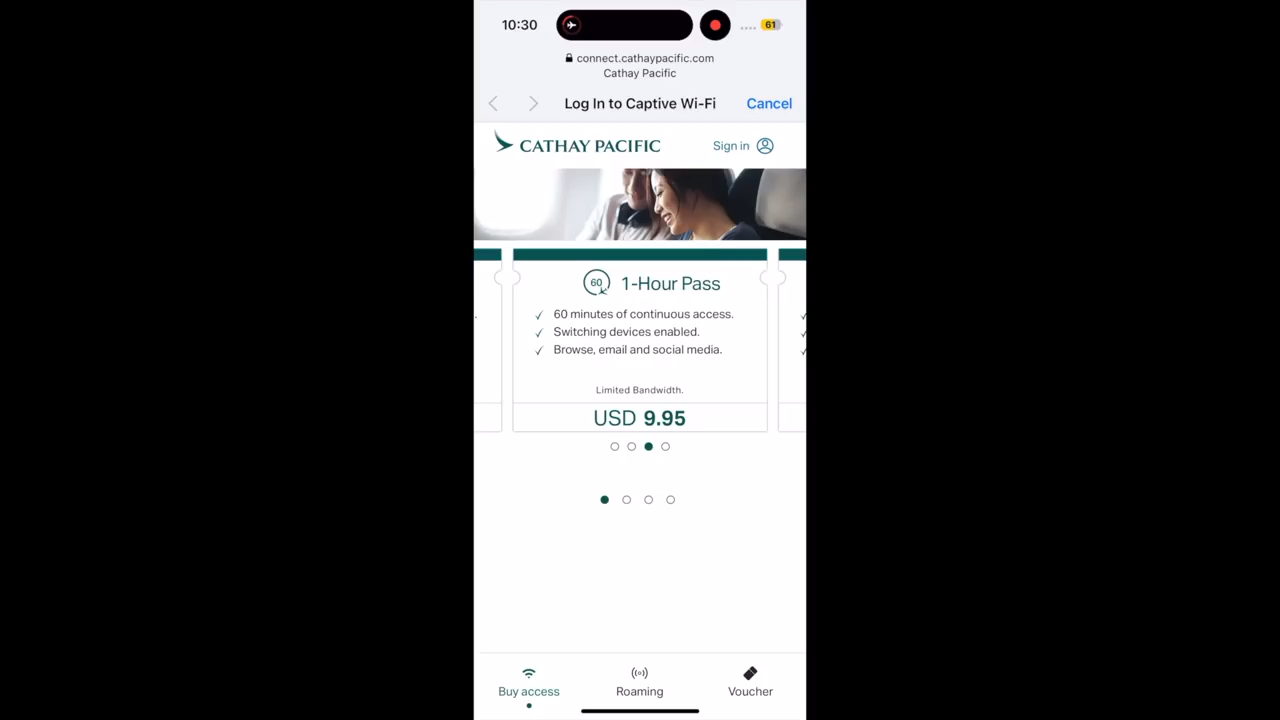 10:30
61
connect.cathaypacific.com
Cathay Pacific
Log In to Captive Wi-Fi
Cancel
CATHAY PACIFIC
Sign in
60
1-Hour Pass
60 minutes of continuous access.
Switching devices enabled.
Browse, email and social media.
Limited Bandwidth.
USD 9.95
Buy access
Roaming
Voucher